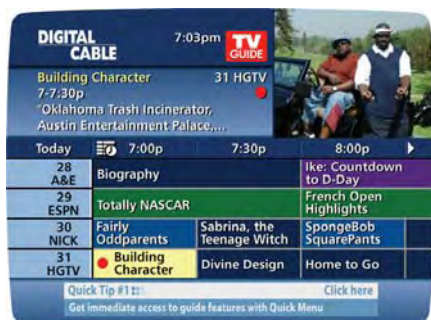 DIGITAL CABLE
7:03pm
TV GUIDE
Building Character 31 HGTV
7-7:30p
"Oklahoma Trash Incinerator,
Austin Entertainment Palace,...
Today 7:00p 7:30p 8:00p
28 A&E Biography Ike: Countdown to D-Day
29 ESPN Totally NASCAR French Open Highlights
30 NICK Fairly Oddparents Sabrina, the Teenage Witch SpongeBob SquarePants
31 HGTV Building Character Divine Design Home to Go
Quick Tip #1 Click here
Get immediate access to guide features with Quick Menu